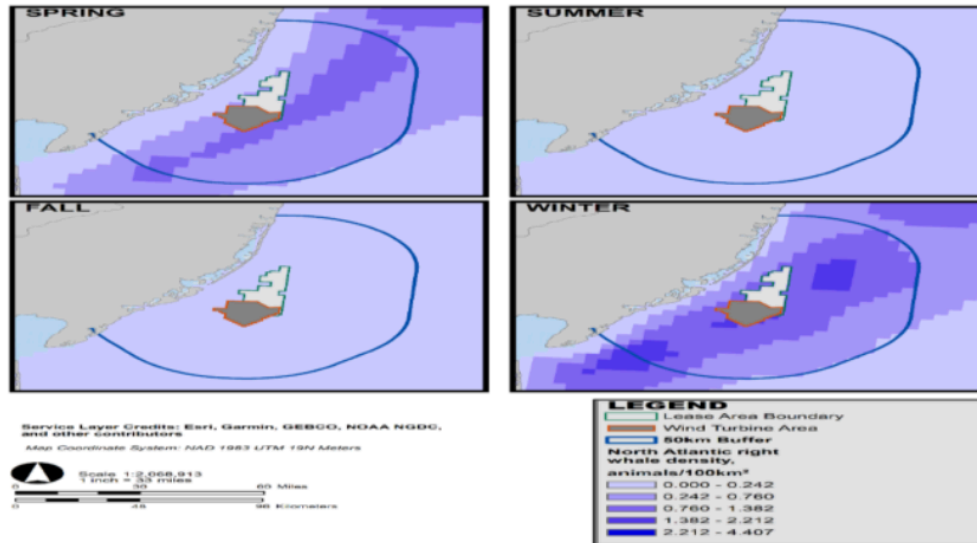 SPRING
SUMMER
FALL
WINTER
Service Layer Credits: Esri, Garmin, GEBCO, NOAA NGDC,
and other contributors
Map Coordinate System: NAD 1983 UTM 19N Meters
Scale 1:2,068,913
1 inch = 33 miles
0 30 60 Miles
0 48 96 Kilometers
LEGEND
Lease Area Boundary
Wind Turbine Area
50km Buffer
North Atlantic right
whale density,
animals/100km²
0.000 - 0.242
0.242 - 0.760
0.760 - 1.382
1.382 - 2.212
2.212 - 4.407